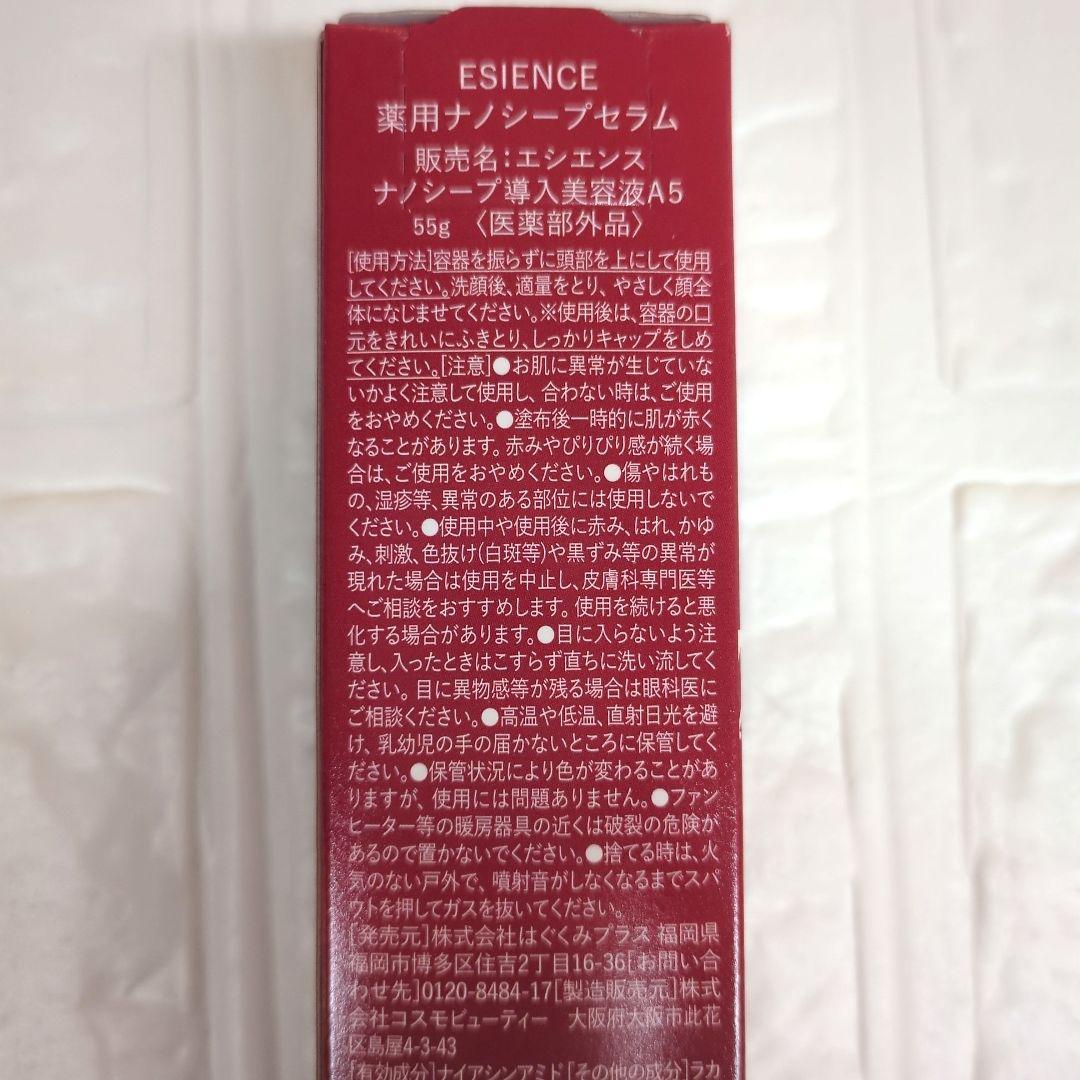 ESIENCE
薬用ナノシープセラム
販売名:エシエンス
ナノシープ導入美容液A5
55g 〈医薬部外品〉
[使用方法]容器を振らずに頭部を上にして使用
してください。洗顔後、適量をとり、やさしく顔全
体になじませてください。※使用後は、容器の口
元をきれいにふきとり、しっかりキャップをしめ
てください。[注意]●お肌に異常が生じていな
いかよく注意して使用し、合わない時は、ご使用
をおやめください。●塗布後一時的に肌が赤く
なることがあります。赤みやぴりぴり感が続く場
合は、ご使用をおやめください。●傷やはれも
の、湿疹等、異常のある部位には使用しないで
ください。●使用中や使用後に赤み、はれ、かゆ
み、刺激、色抜け(白斑等)や黒ずみ等の異常が
現れた場合は使用を中止し、皮膚科専門医等
へご相談をおすすめします。使用を続けると悪
化する場合があります。●目に入らないよう注
意し、入ったときはこすらず直ちに洗い流してく
ださい。目に異物感等が残る場合は眼科医に
ご相談ください。●高温や低温、直射日光を避
け、乳幼児の手の届かないところに保管してく
ださい。●保管状況により色が変わることがあ
りますが、使用には問題ありません。●ファン
ヒーター等の暖房器具の近くは破裂の危険が
あるので置かないでください。●捨てる時は、火
気のない戸外で、噴射音がしなくなるまでスパ
ウトを押してガスを抜いてください。
[発売元]株式会社はぐくみプラス 福岡県
福岡市博多区住吉2丁目16-36[お問い合
わせ先]0120-8484-17[製造販売元]株式
会社コスモビューティー 大阪府大阪市此花
区島屋4-3-43
[有効成分]ナイアシンアミド[その他の成分]ラカ